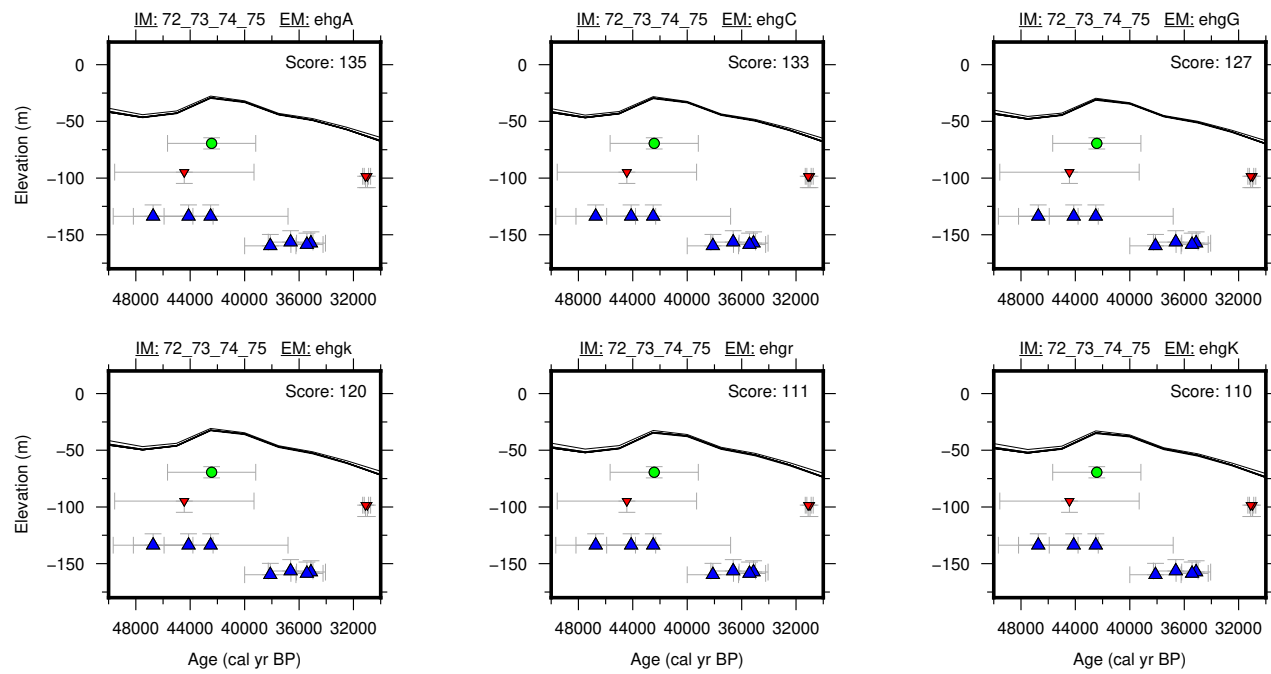 IM: 72_73_74_75 EM: ehgA
IM: 72_73_74_75 EM: ehgC
IM: 72_73_74_75 EM: ehgG
Score: 135
Score: 133
Score: 127
Elevation (m)
0
−50
−100
−150
0
−50
−100
−150
0
−50
−100
−150
48000 44000 40000 36000 32000
48000 44000 40000 36000 32000
48000 44000 40000 36000 32000
IM: 72_73_74_75 EM: ehgk
IM: 72_73_74_75 EM: ehgr
IM: 72_73_74_75 EM: ehgK
Score: 120
Score: 111
Score: 110
Elevation (m)
0
−50
−100
−150
0
−50
−100
−150
0
−50
−100
−150
48000 44000 40000 36000 32000
48000 44000 40000 36000 32000
48000 44000 40000 36000 32000
Age (cal yr BP)
Age (cal yr BP)
Age (cal yr BP)